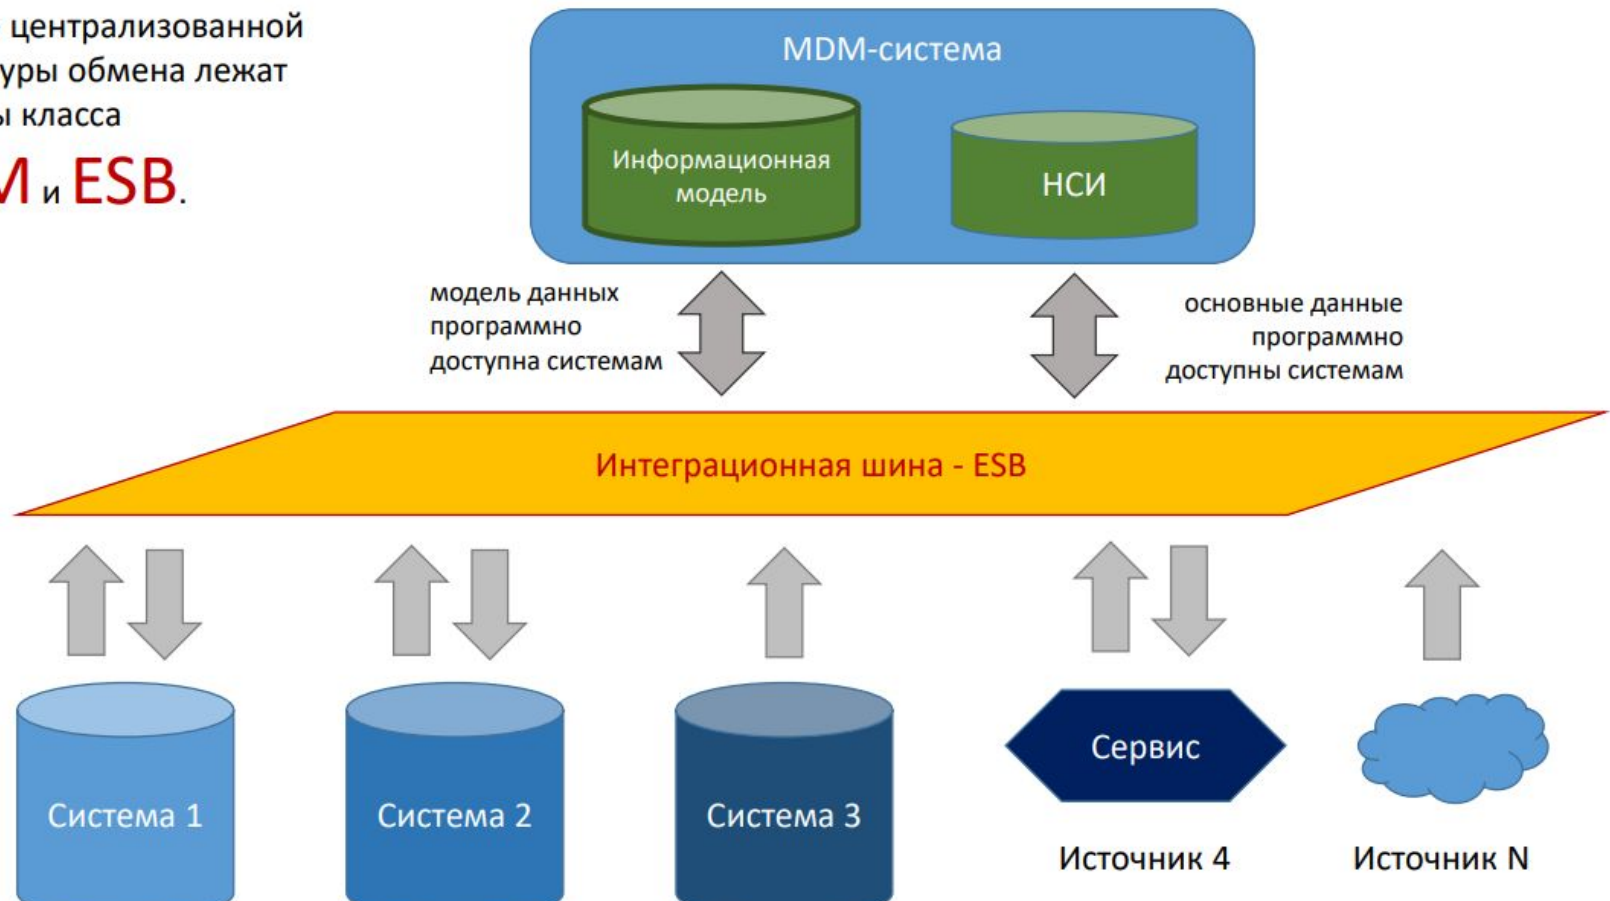 централизованной
уры обмена лежат
ы класса
М и ESB.
MDM-система
Информационная
модель
НСИ
модель данных
программно
доступна системам
основные данные
программно
доступны системам
Интеграционная шина - ESB
Система 1
Система 2
Система 3
Сервис
Источник 4
Источник N